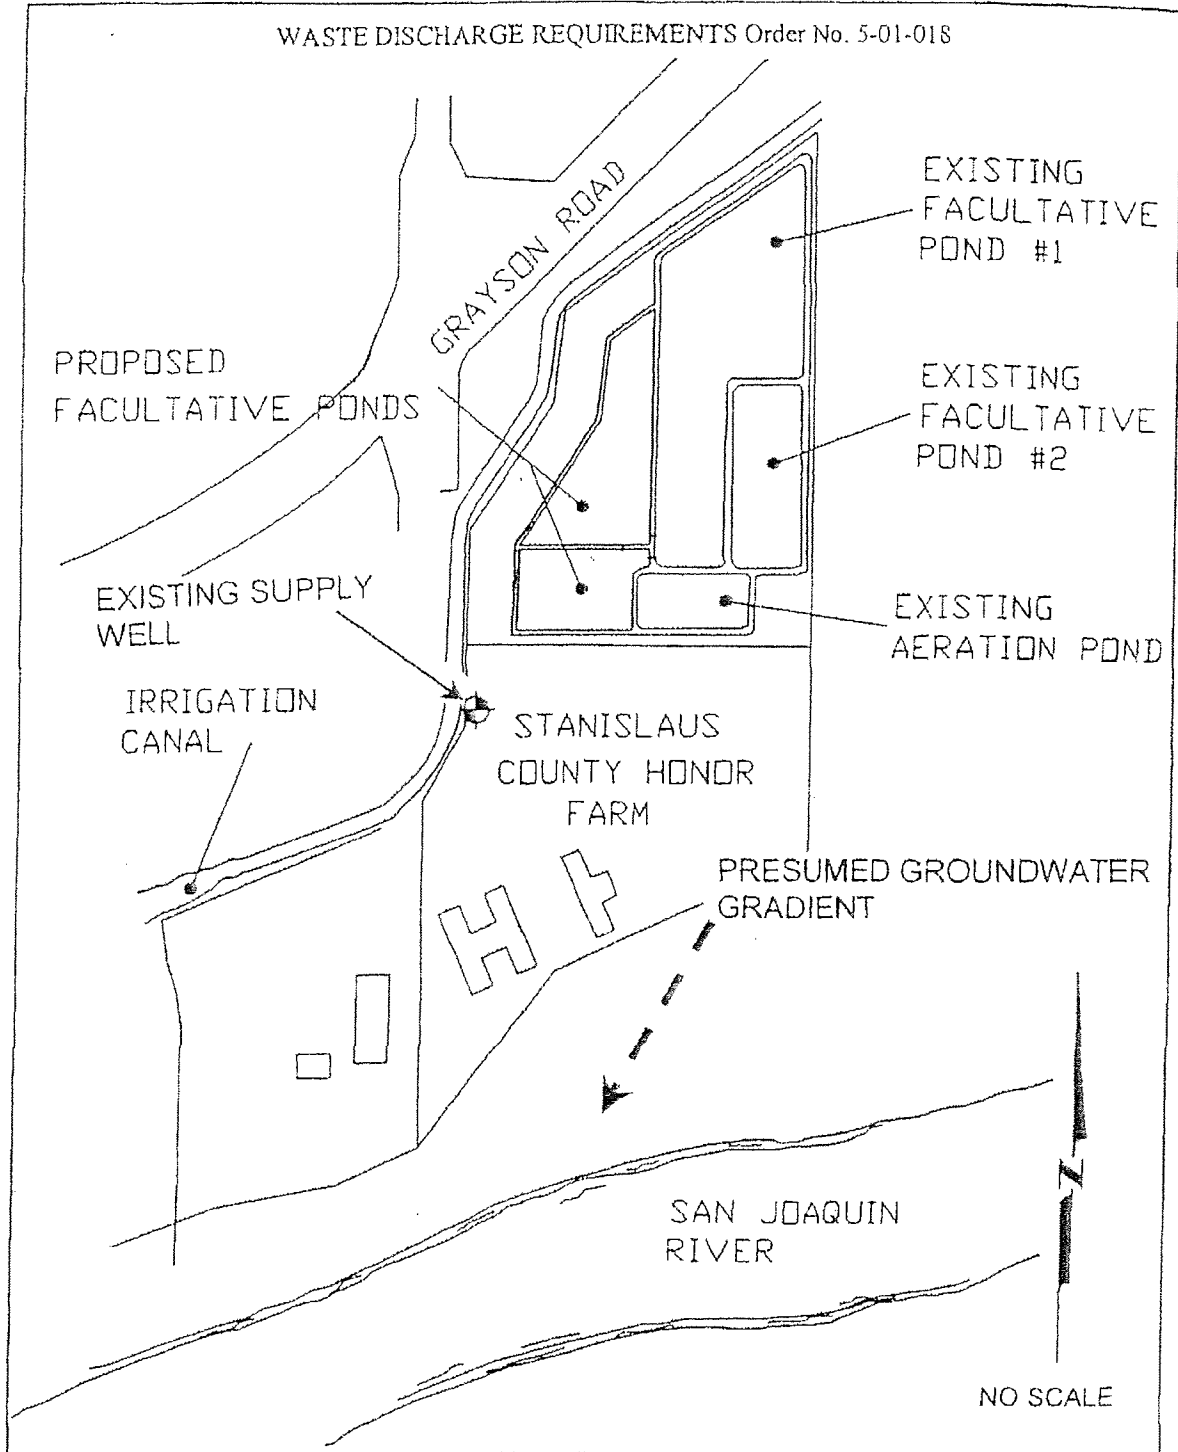 WASTE DISCHARGE REQUIREMENTS Order No. 5-01-018
EXISTING
FACULTATIVE
POND #1
GRAYSON ROAD
PROPOSED
FACULTATIVE PONDS
EXISTING
FACULTATIVE
POND #2
EXISTING SUPPLY
WELL
EXISTING
AERATION POND
IRRIGATION
CANAL
STANISLAUS
COUNTY HONOR
FARM
PRESUMED GROUNDWATER
GRADIENT
N
SAN JOAQUIN
RIVER
NO SCALE